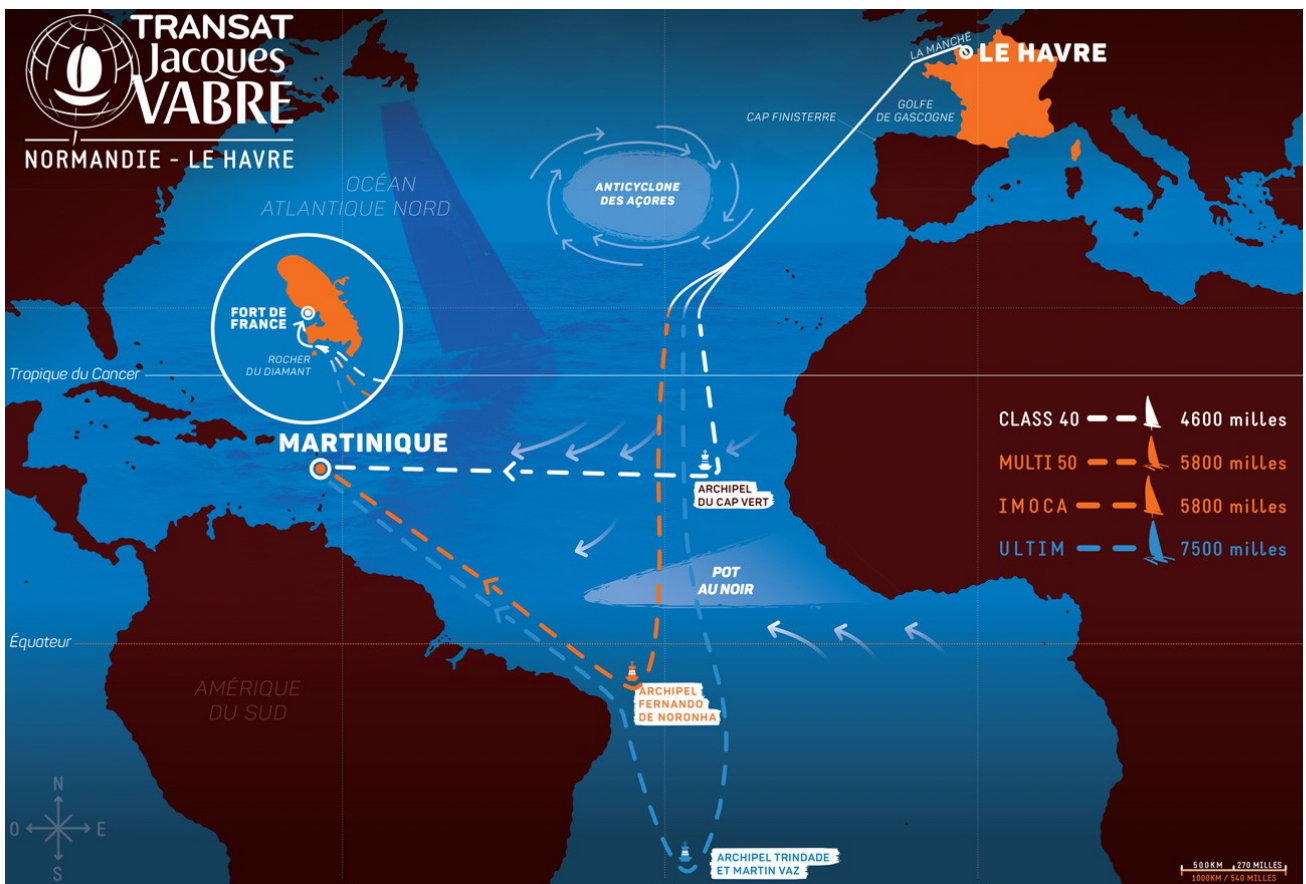 TRANSAT
Jacques
VABRE
NORMANDIE - LE HAVRE
LA MANCHE
LE HAVRE
GOLFE
DE GASCOGNE
CAP FINISTERRE
OCÉAN
ATLANTIQUE NORD
ANTICYCLONE
DES AÇORES
FORT DE
FRANCE
ROCHER
DU DIAMANT
Tropique du Cancer
MARTINIQUE
CLASS 40 4600 milles
MULTI 50 5800 milles
IMOCA 5800 milles
ULTIM 7500 milles
ARCHIPEL
DU CAP VERT
POT
AU NOIR
Équateur
AMÉRIQUE
DU SUD
ARCHIPEL
FERNANDO
DE NORONHA
N
O E
S
ARCHIPEL TRINDADE
ET MARTIN VAZ
500KM 270 MILLES
1000KM / 540 MILLES